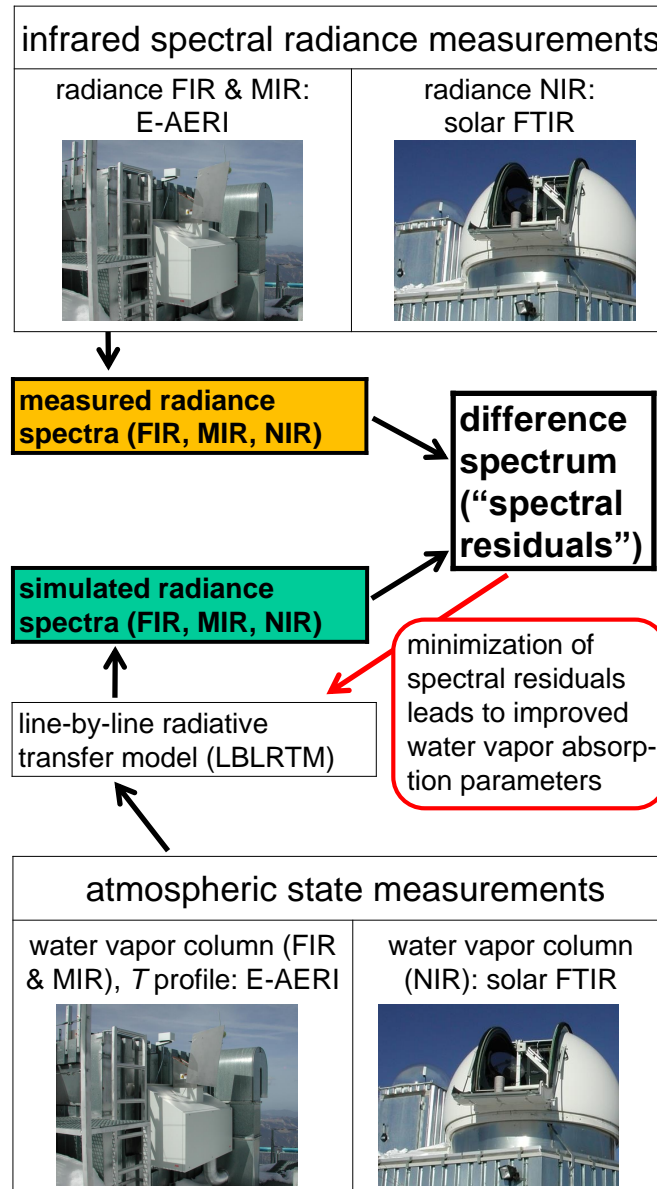 infrared spectral radiance measurements
radiance FIR & MIR:
E-AERI
radiance NIR:
solar FTIR
measured radiance
spectra (FIR, MIR, NIR)
difference
spectrum
(“spectral
residuals”)
simulated radiance
spectra (FIR, MIR, NIR)
minimization of
spectral residuals
leads to improved
water vapor absorp-
tion parameters
line-by-line radiative
transfer model (LBLRTM)
atmospheric state measurements
water vapor column (FIR
& MIR), T profile: E-AERI
water vapor column
(NIR): solar FTIR